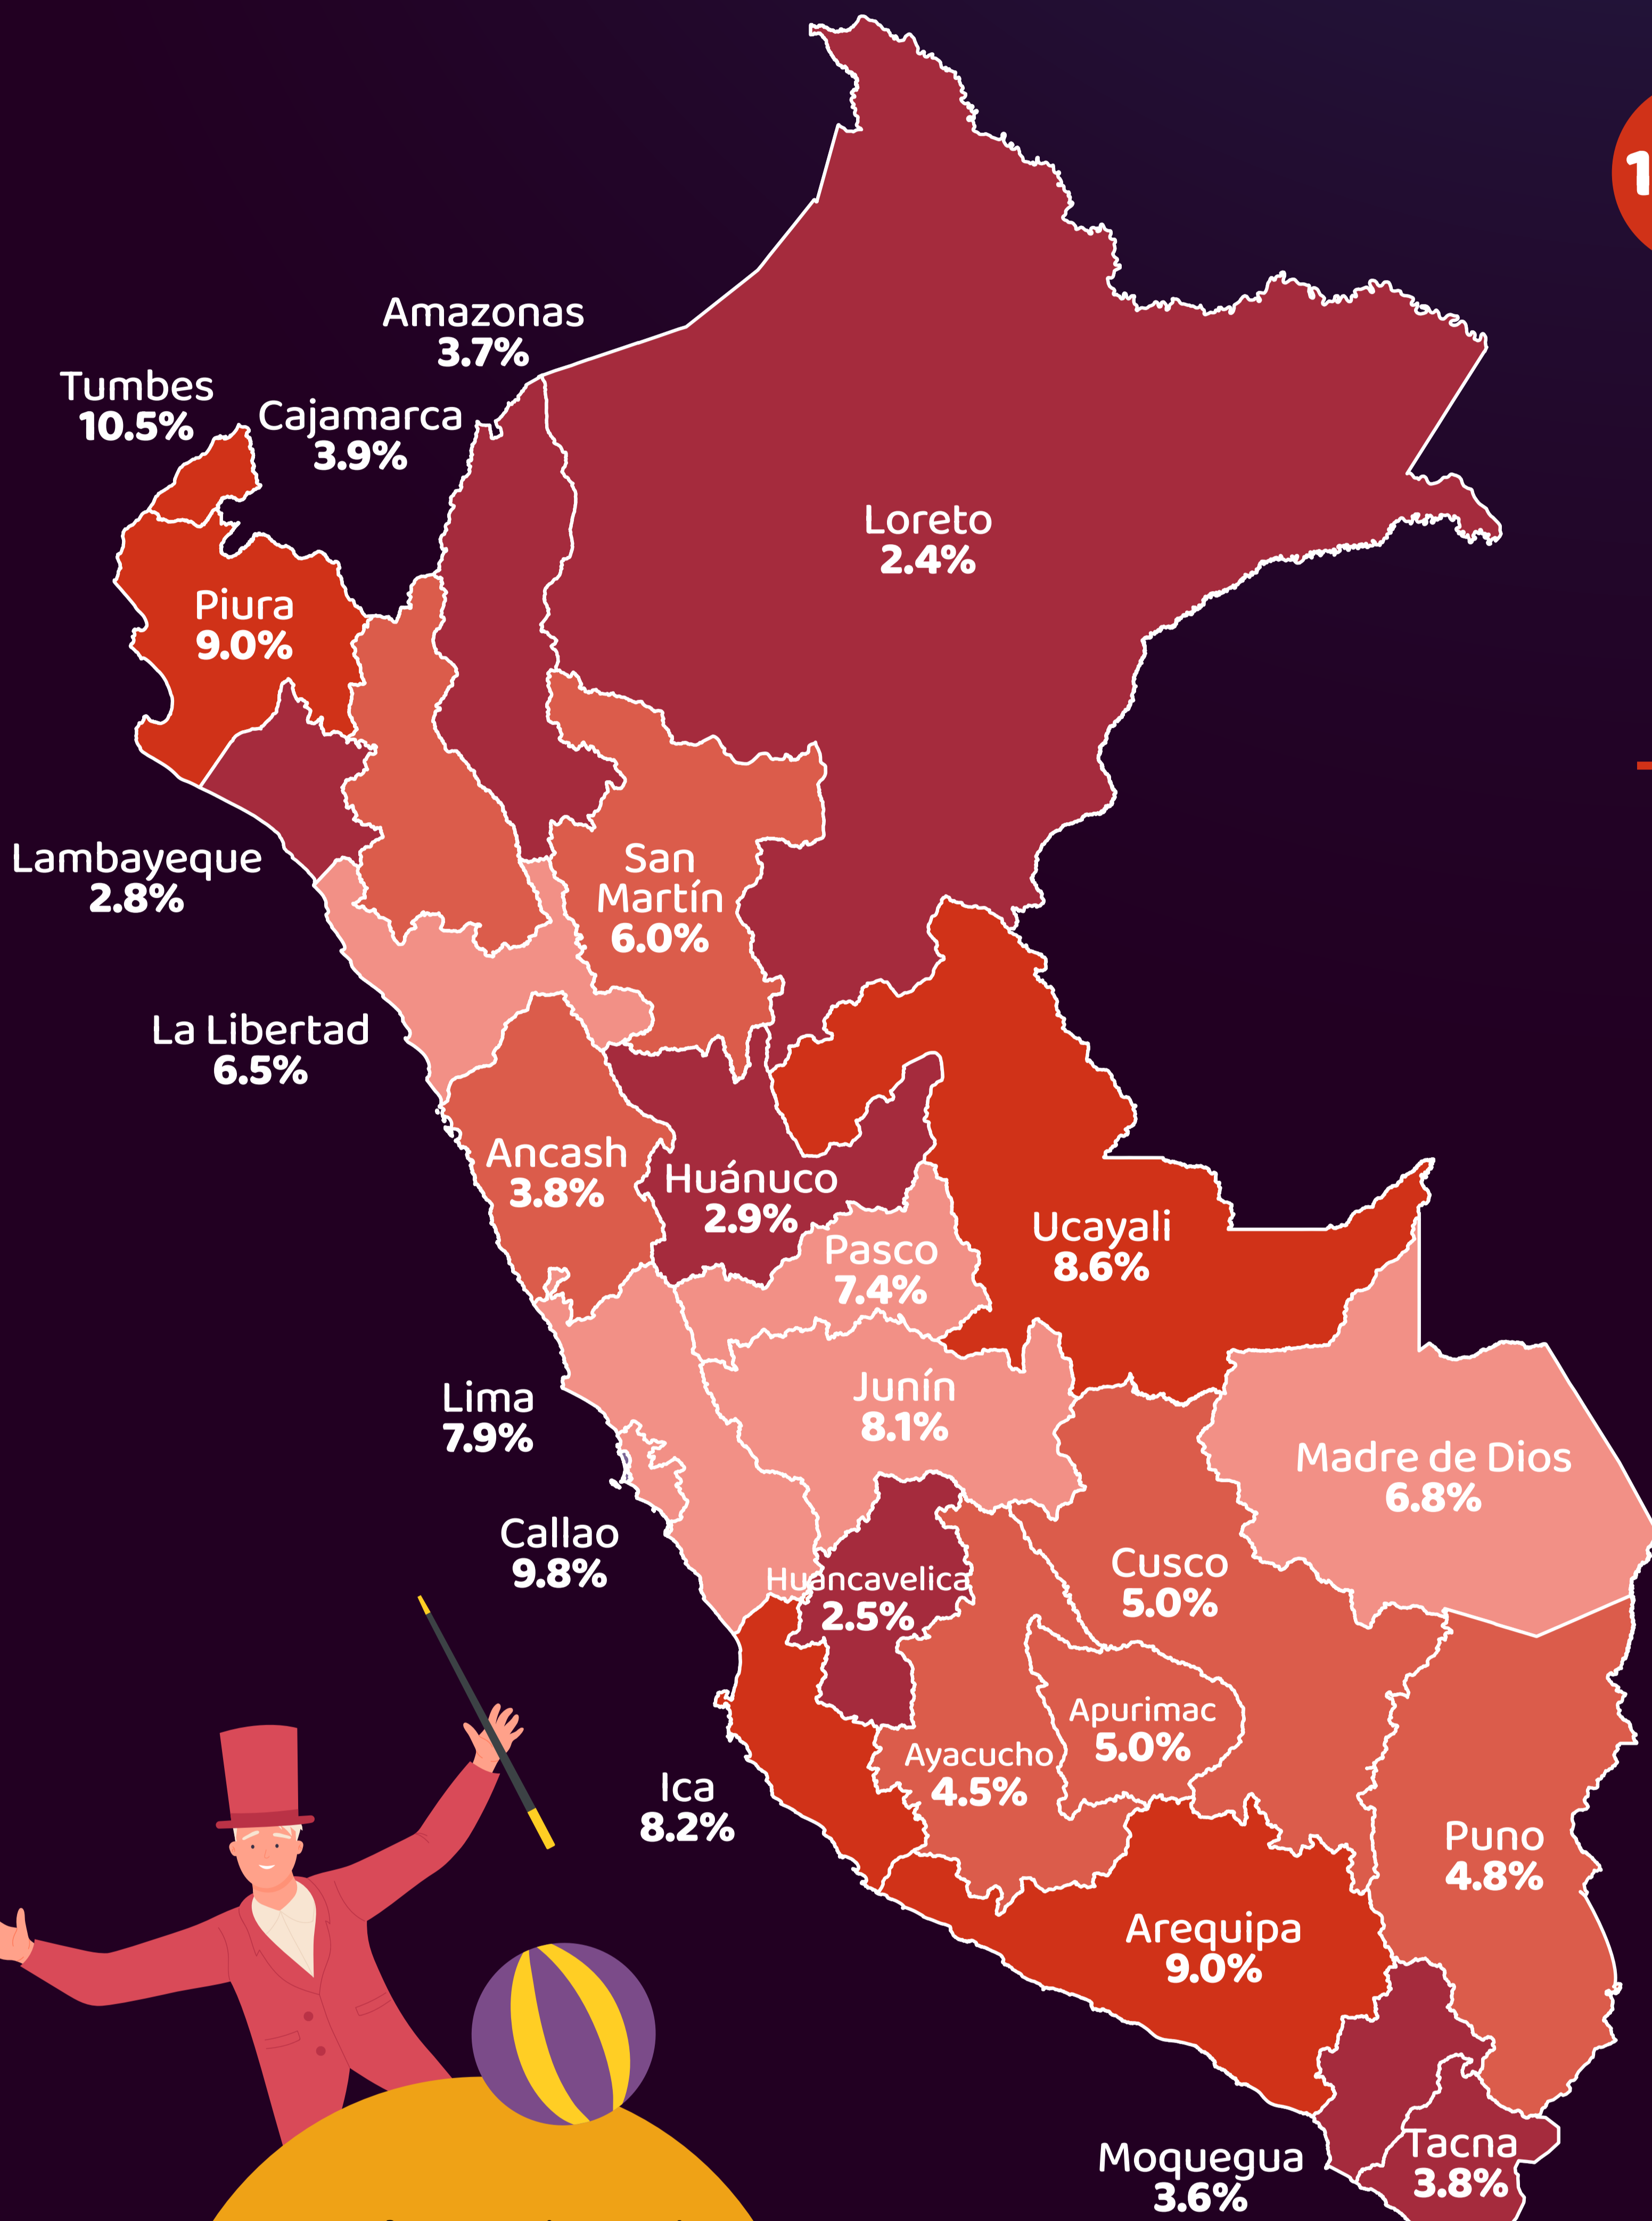 1
Amazonas
3.7%
Tumbes
10.5%
Cajamarca
3.9%
Loreto
2.4%
Piura
9.0%
Lambayeque
2.8%
San
Martín
6.0%
La Libertad
6.5%
Ancash
3.8%
Huánuco
2.9%
Ucayali
8.6%
Pasco
7.4%
Lima
7.9%
Junín
8.1%
Madre de Dios
6.8%
Callao
9.8%
Huancavelica
2.5%
Cusco
5.0%
Apurimac
5.0%
Ayacucho
4.5%
Ica
8.2%
Puno
4.8%
Arequipa
9.0%
Moquegua
3.6%
Tacna
3.8%